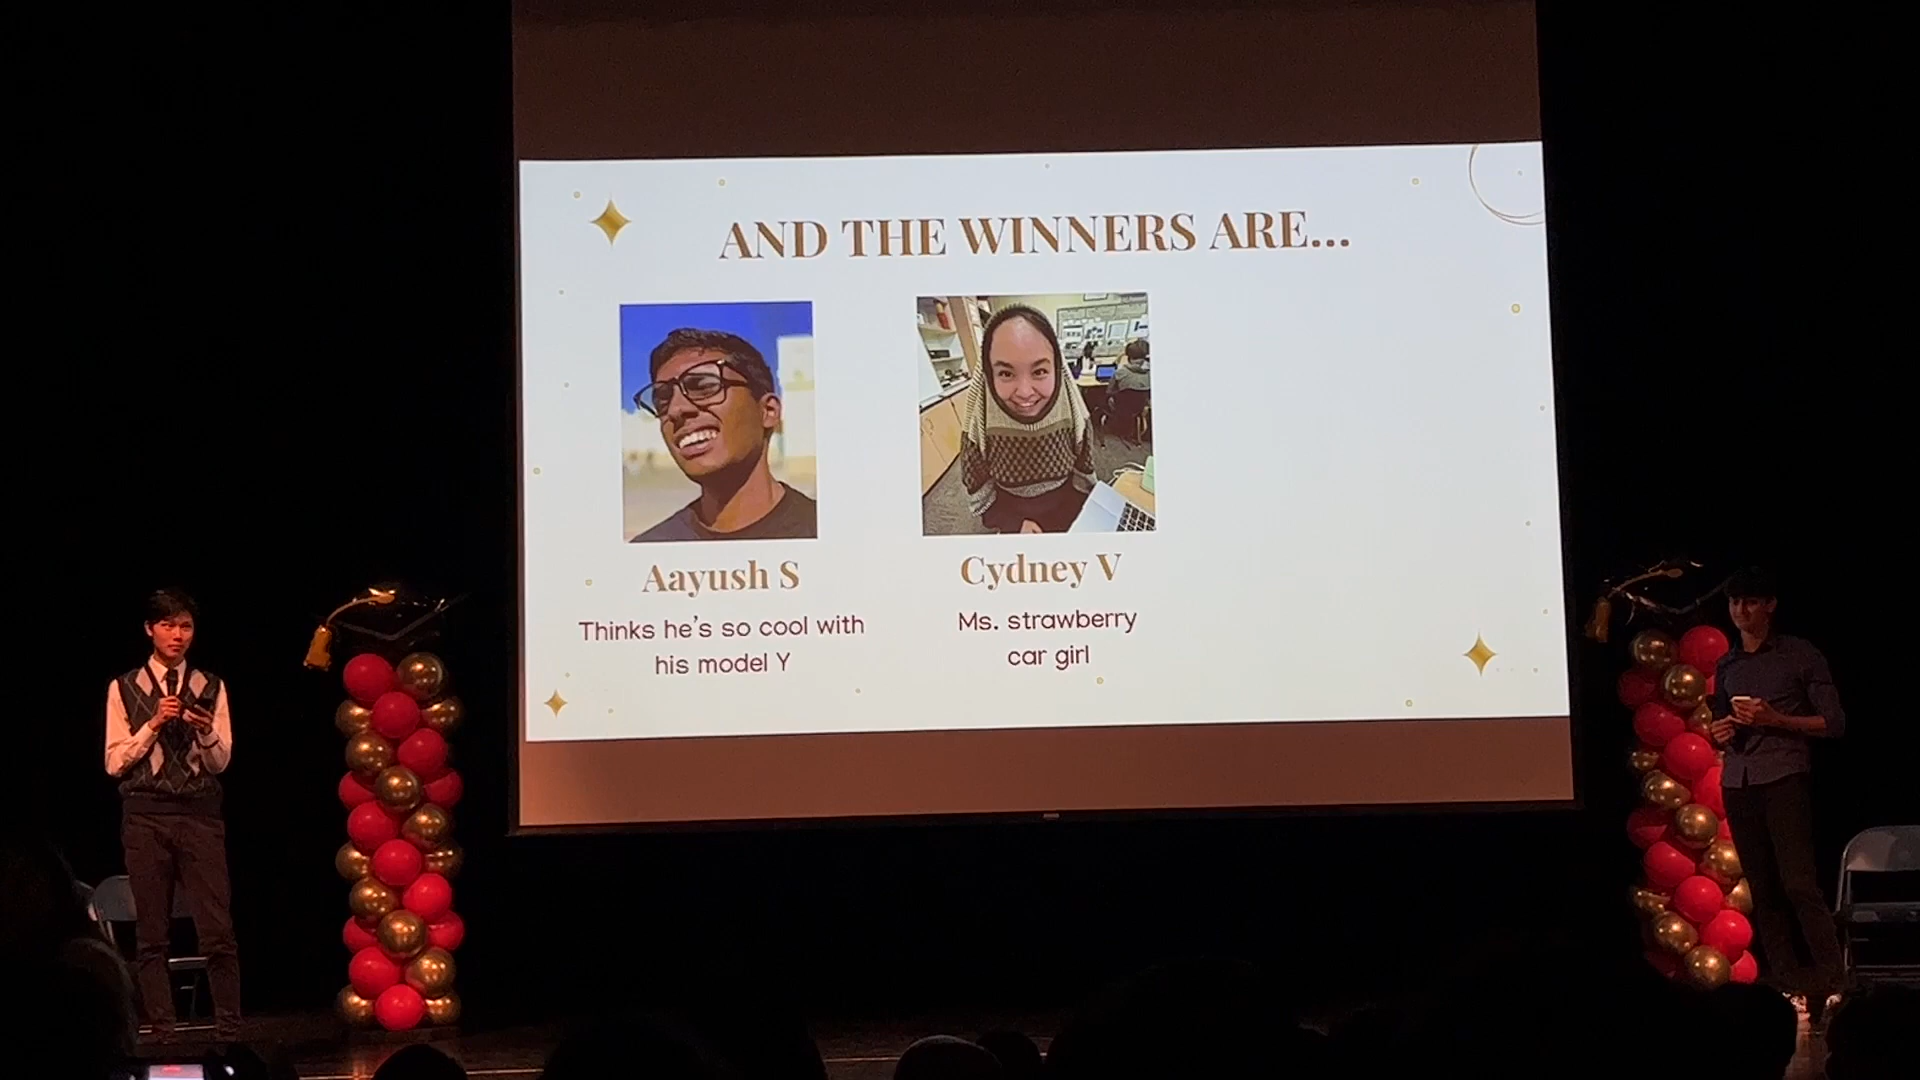 AND THE WINNERS ARE...
Aayush S
Thinks he's so cool with
his model Y
Cydney V
Ms. strawberry
car girl